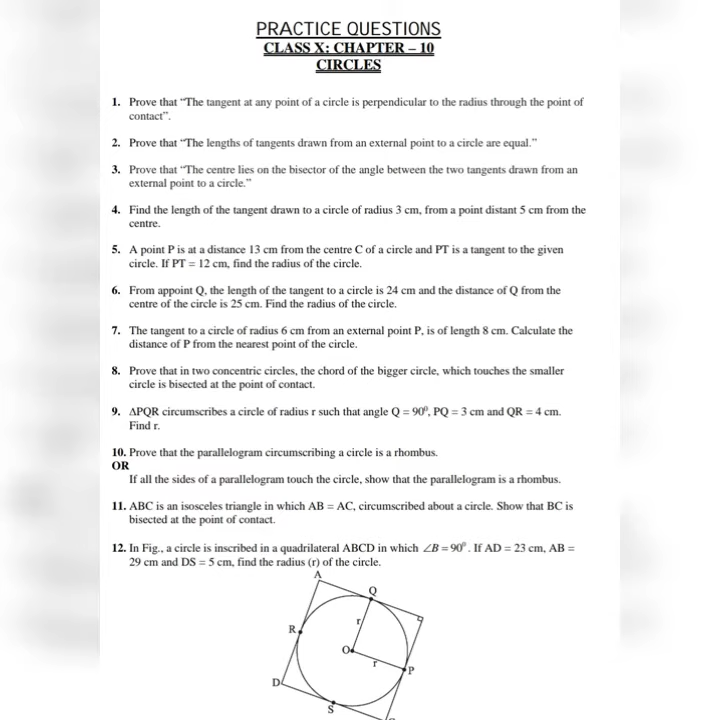 PRACTICE QUESTIONS
CLASS X: CHAPTER – 10
CIRCLES
1. Prove that “The tangent at any point of a circle is perpendicular to the radius through the point of
contact”.
2. Prove that “The lengths of tangents drawn from an external point to a circle are equal.”
3. Prove that “The centre lies on the bisector of the angle between the two tangents drawn from an
external point to a circle.”
4. Find the length of the tangent drawn to a circle of radius 3 cm, from a point distant 5 cm from the
centre.
5. A point P is at a distance 13 cm from the centre C of a circle and PT is a tangent to the given
circle. If PT = 12 cm, find the radius of the circle.
6. From appoint Q, the length of the tangent to a circle is 24 cm and the distance of Q from the
centre of the circle is 25 cm. Find the radius of the circle.
7. The tangent to a circle of radius 6 cm from an external point P, is of length 8 cm. Calculate the
distance of P from the nearest point of the circle.
8. Prove that in two concentric circles, the chord of the bigger circle, which touches the smaller
circle is bisected at the point of contact.
9. ΔPQR circumscribes a circle of radius r such that angle Q = 90⁰, PQ = 3 cm and QR = 4 cm.
Find r.
10. Prove that the parallelogram circumscribing a circle is a rhombus.
OR
If all the sides of a parallelogram touch the circle, show that the parallelogram is a rhombus.
11. ABC is an isosceles triangle in which AB = AC, circumscribed about a circle. Show that BC is
bisected at the point of contact.
12. In Fig., a circle is inscribed in a quadrilateral ABCD in which ∠B = 90⁰. If AD = 23 cm, AB =
29 cm and DS = 5 cm, find the radius (r) of the circle.
A
Q
r
R
O
r
P
D
S